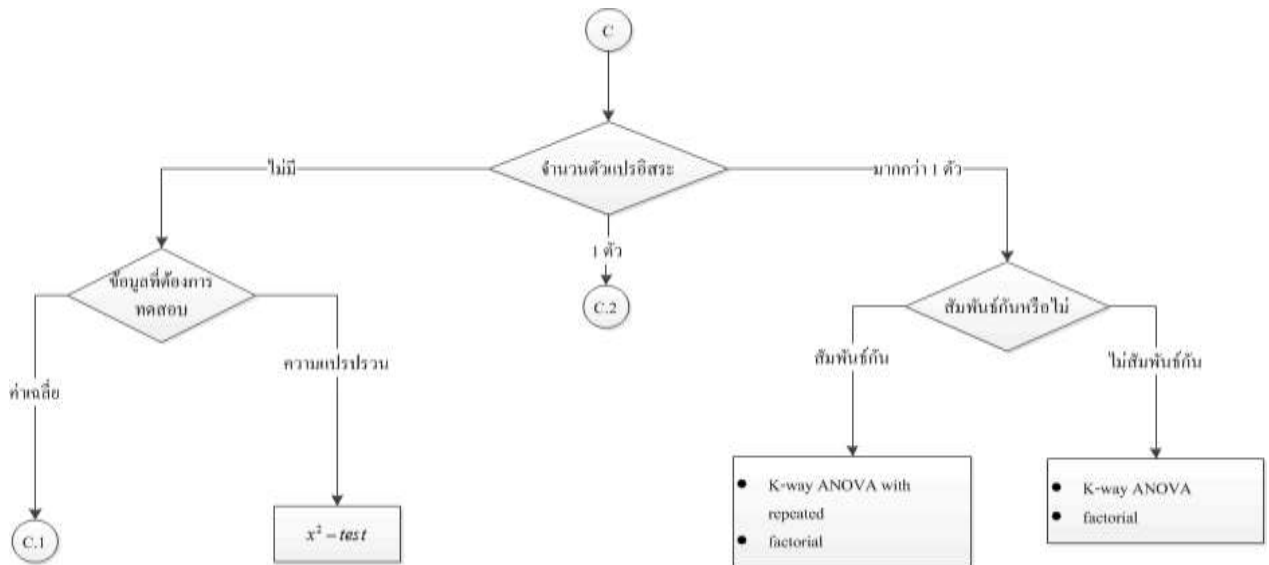 C
จำนวนตัวแปรอิสระ
ไม่มี
มากกว่า 1 ตัว
1 ตัว
C.2
ข้อมูลที่ต้องการ
ทดสอบ
ค่าเฉลี่ย
ความแปรปรวน
C.1
x² – test
สัมพันธ์กันหรือไม่
สัมพันธ์กัน
ไม่สัมพันธ์กัน
• K-way ANOVA with
repeated
• factorial
• K-way ANOVA
• factorial